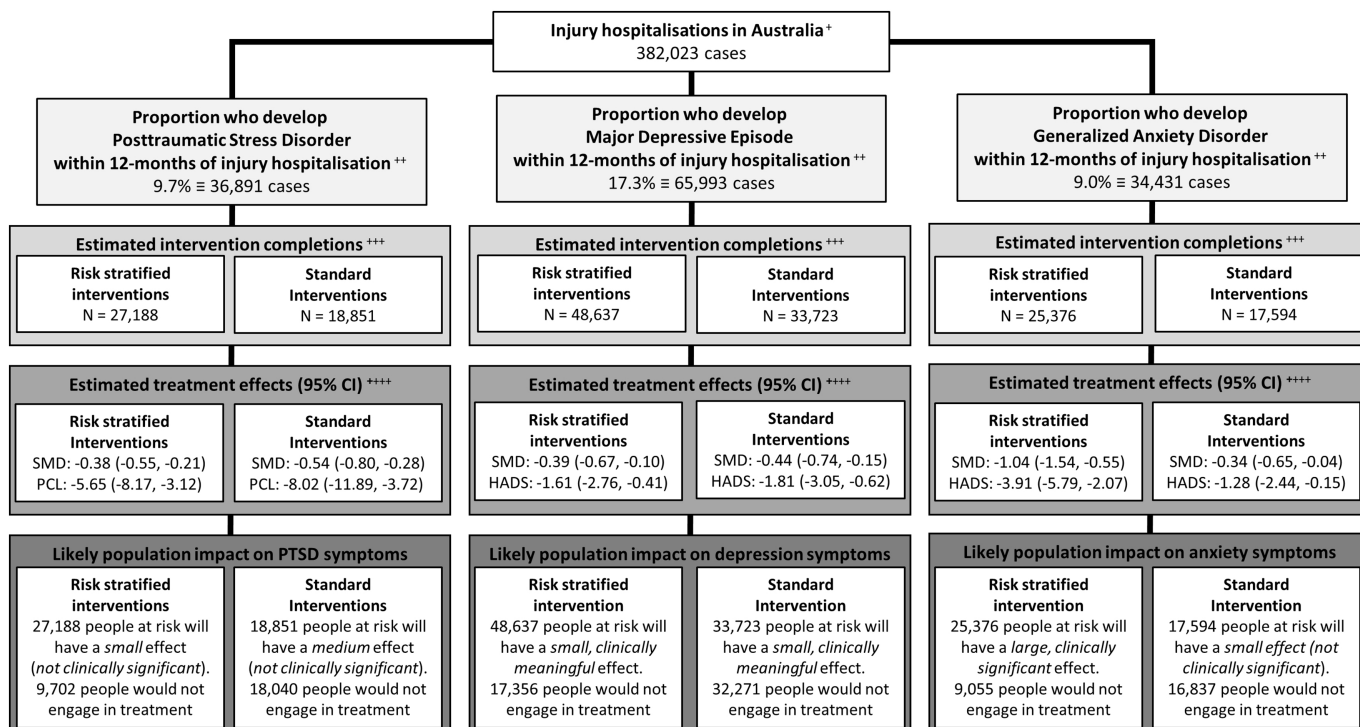 Injury hospitalisations in Australia⁺
382,023 cases
Proportion who develop
Posttraumatic Stress Disorder
within 12-months of injury hospitalisation ⁺⁺
9.7% ≡ 36,891 cases
Proportion who develop
Major Depressive Episode
within 12-months of injury hospitalisation ⁺⁺
17.3% ≡ 65,993 cases
Proportion who develop
Generalized Anxiety Disorder
within 12-months of injury hospitalisation ⁺⁺
9.0% ≡ 34,431 cases
Estimated intervention completions ⁺⁺⁺
Risk stratified
interventions
N = 27,188
Standard
Interventions
N = 18,851
Estimated intervention completions ⁺⁺⁺
Risk stratified
interventions
N = 48,637
Standard
Interventions
N = 33,723
Estimated intervention completions ⁺⁺⁺
Risk stratified
interventions
N = 25,376
Standard
Interventions
N = 17,594
Estimated treatment effects (95% CI) ⁺⁺⁺⁺
Risk stratified
Interventions
SMD: -0.38 (-0.55, -0.21)
PCL: -5.65 (-8.17, -3.12)
Standard
Interventions
SMD: -0.54 (-0.80, -0.28)
PCL: -8.02 (-11.89, -3.72)
Estimated treatment effects (95% CI) ⁺⁺⁺⁺
Risk stratified
interventions
SMD: -0.39 (-0.67, -0.10)
HADS: -1.61 (-2.76, -0.41)
Standard
Interventions
SMD: -0.44 (-0.74, -0.15)
HADS: -1.81 (-3.05, -0.62)
Estimated treatment effects (95% CI) ⁺⁺⁺⁺
Risk stratified
interventions
SMD: -1.04 (-1.54, -0.55)
HADS: -3.91 (-5.79, -2.07)
Standard
Interventions
SMD: -0.34 (-0.65, -0.04)
HADS: -1.28 (-2.44, -0.15)
Likely population impact on PTSD symptoms
Risk stratified
interventions
27,188 people at risk will
have a small effect
(not clinically significant).
9,702 people would not
engage in treatment
Standard
Interventions
18,851 people at risk will
have a medium effect
(not clinically significant).
18,040 people would not
engage in treatment
Likely population impact on depression symptoms
Risk stratified
intervention
48,637 people at risk will
have a small, clinically
meaningful effect.
17,356 people would not
engage in treatment
Standard
Interventions
33,723 people at risk will
have a small, clinically
meaningful effect.
32,271 people would not
engage in treatment
Likely population impact on anxiety symptoms
Risk stratified
intervention
25,376 people at risk will
have a large, clinically
significant effect.
9,055 people would not
engage in treatment
Standard
Intervention
17,594 people at risk will
have a small effect (not
clinically significant).
16,837 people would not
engage in treatment